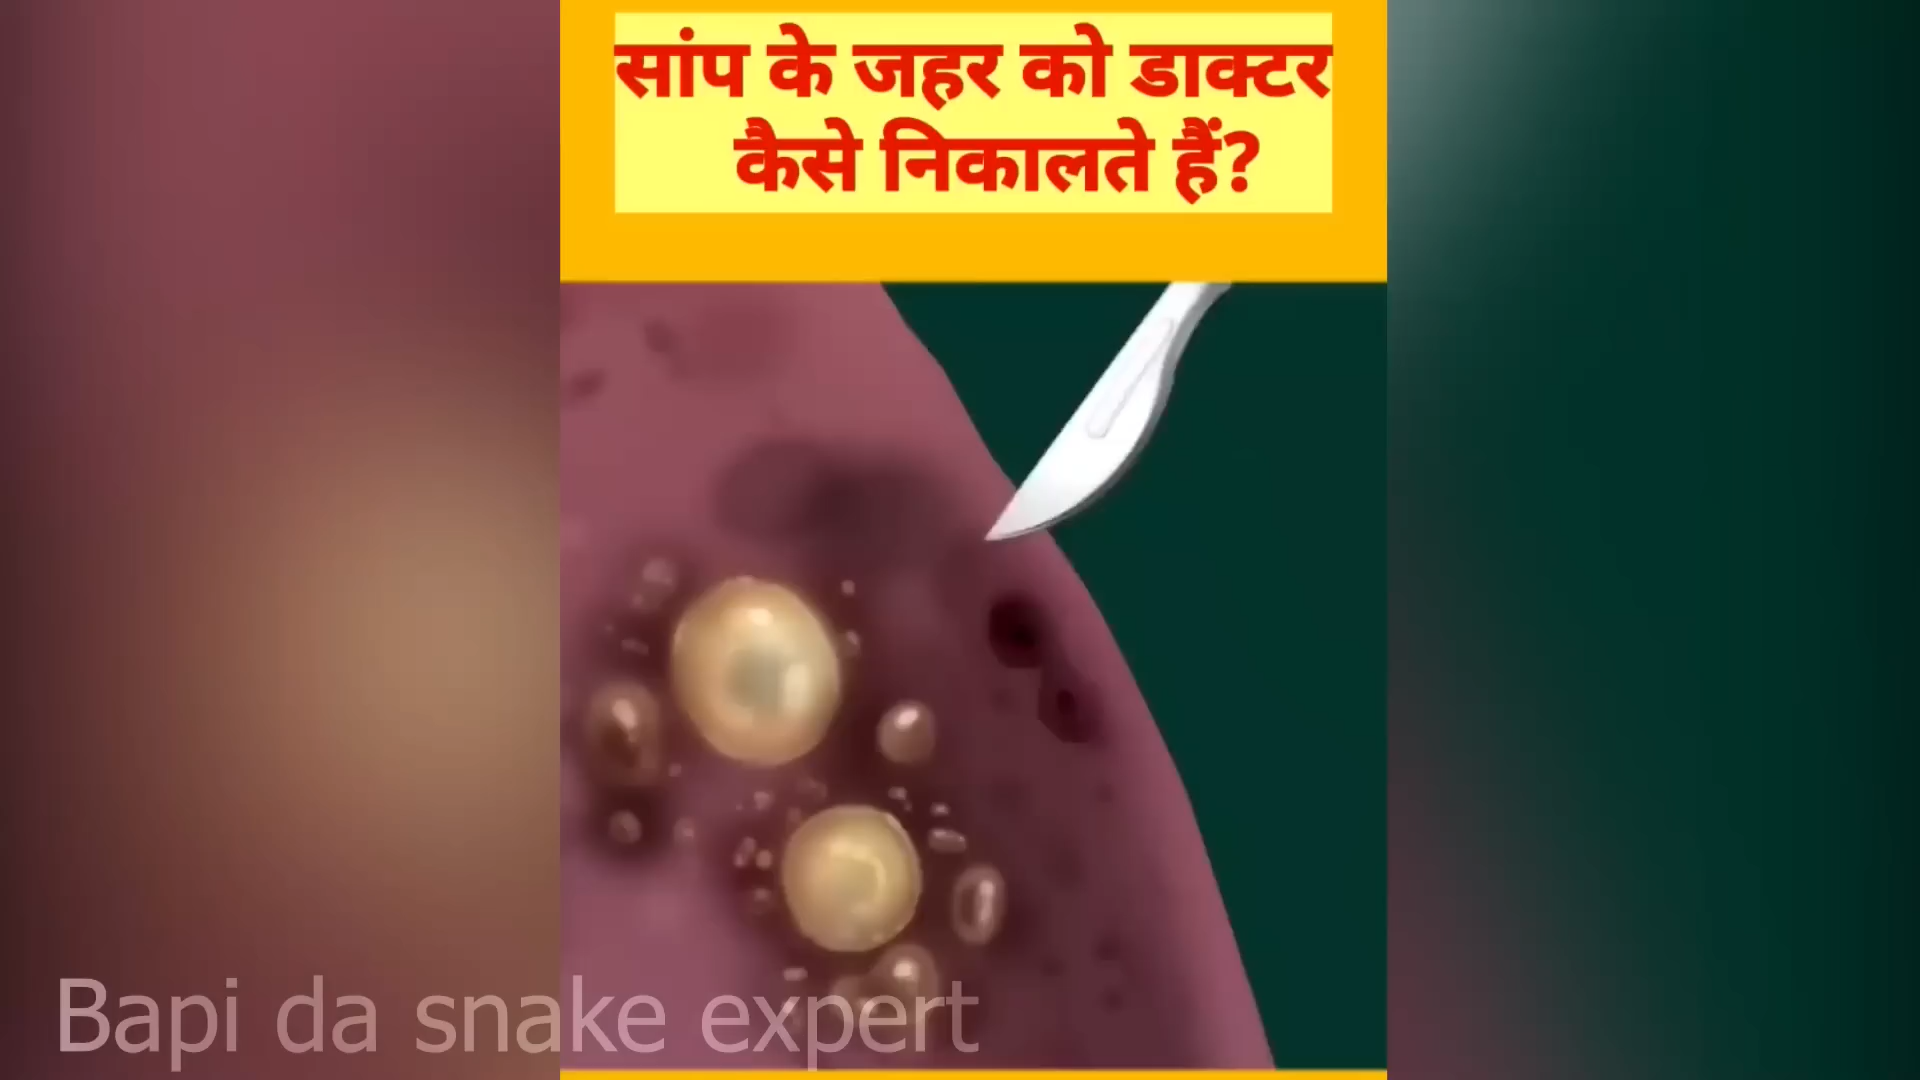 सांप के जहर को डाक्टर
कैसे निकालते हैं?
Bapi da snake expert